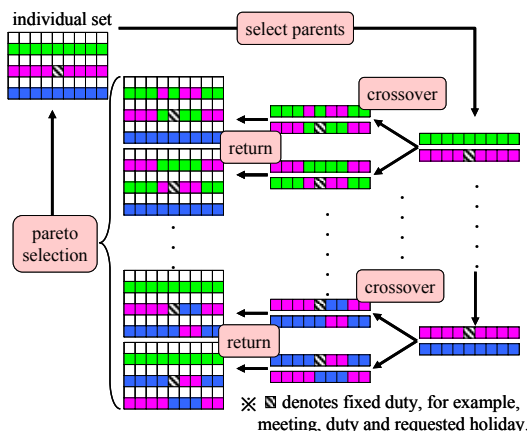 individual set
select parents
crossover
return
pareto
selection
crossover
return
※ denotes fixed duty, for example,
meeting, duty and requested holiday.